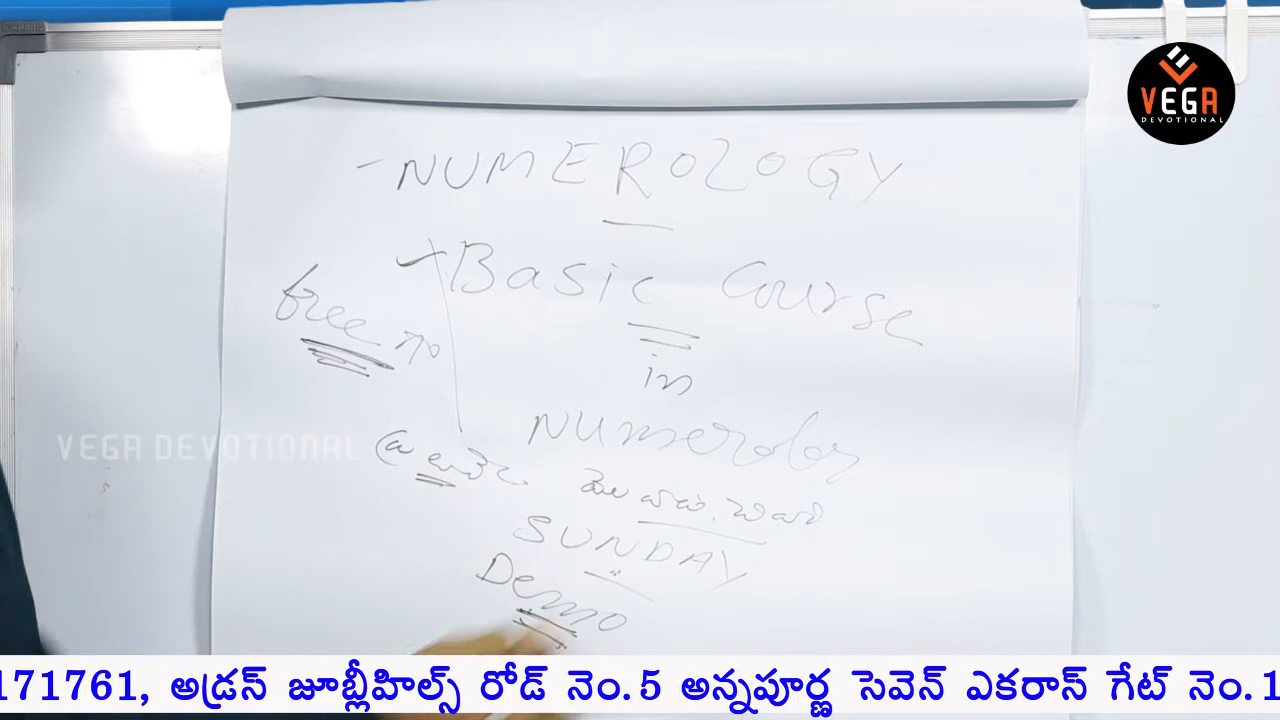 VEGA
DEVOTIONAL
- NUMEROLOGY
Basic Course
free
in
Numerology
VEGA DEVOTIONAL
SUNDAY
Demo
171761, అడ్రస్ జూబ్లీహిల్స్ రోడ్ నెం.5 అన్నపూర్ణ సెవెన్ ఎకరాస్ గేట్ నెం.1